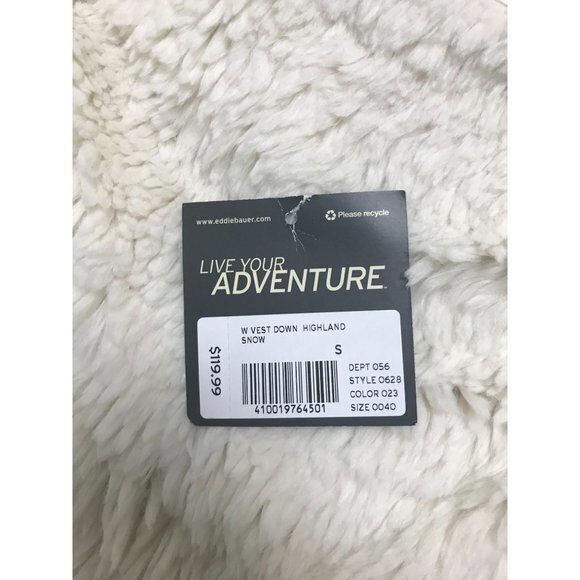 www.eddiebauer.com
Please recycle
LIVE YOUR
ADVENTURE™
W VEST DOWN HIGHLAND
SNOW
S
$119.99
DEPT 056
STYLE 0628
COLOR 023
SIZE 0040
410019764501